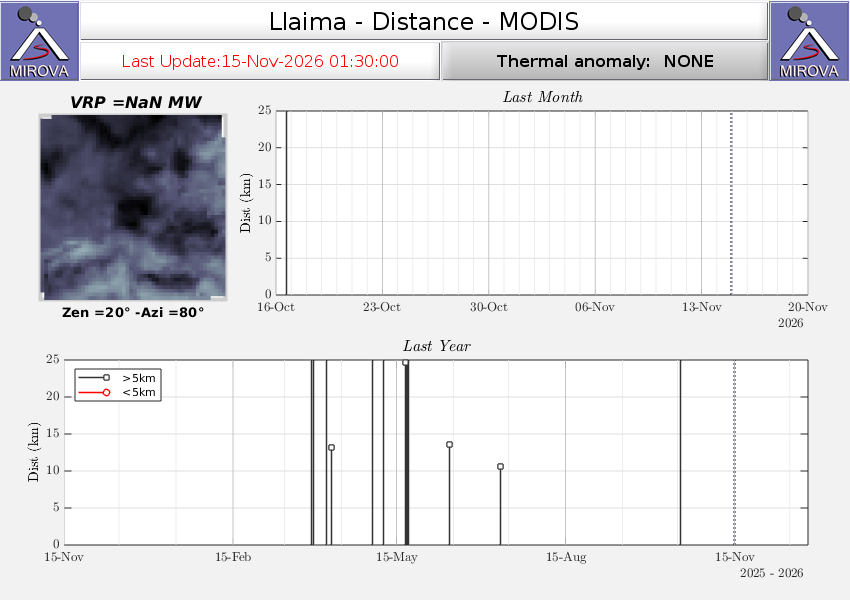 Llaima - Distance - MODIS
MIROVA
Last Update:15-Nov-2026 01:30:00
Thermal anomaly: NONE
MIROVA
VRP =NaN MW
Zen =20° -Azi =80°
Last Month
Dist (km)
25
20
15
10
5
0
16-Oct
23-Oct
30-Oct
06-Nov
13-Nov
20-Nov
2026
Last Year
Dist (km)
25
20
15
10
5
0
>5km
<5km
15-Nov
15-Feb
15-May
15-Aug
15-Nov
2025 - 2026